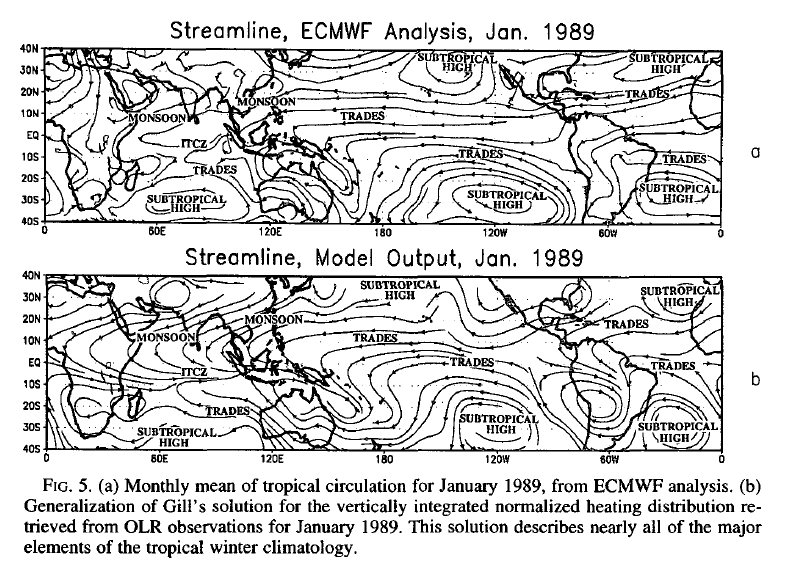 Streamline, ECMWF Analysis, Jan. 1989
40N
30N
20N
10N
EQ
10S
20S
30S
40S
SUBTROPICAL
HIGH
SUBTROPICAL
HIGH
MONSOON
TRADES
MONSOON
TRADES
ITCZ
TRADES
TRADES
TRADES
SUBTROPICAL
HIGH
SUBTROPICAL
HIGH
SUBTROPICAL
HIGH
0 60E 120E 180 120W 60W 0
a
Streamline, Model Output, Jan. 1989
40N
30N
20N
10N
EQ
10S
20S
30S
40S
SUBTROPICAL
HIGH
SUBTROPICAL
HIGH
MONSOON
TRADES
MONSOON
TRADES
TRADES
TRADES
ITCZ
TRADES
SUBTROPICAL
HIGH
SUBTROPICAL
HIGH
SUBTROPICAL
HIGH
0 60E 120E 180 120W 60W 0
b
FIG. 5. (a) Monthly mean of tropical circulation for January 1989, from ECMWF analysis. (b)
Generalization of Gill's solution for the vertically integrated normalized heating distribution re-
trieved from OLR observations for January 1989. This solution describes nearly all of the major
elements of the tropical winter climatology.